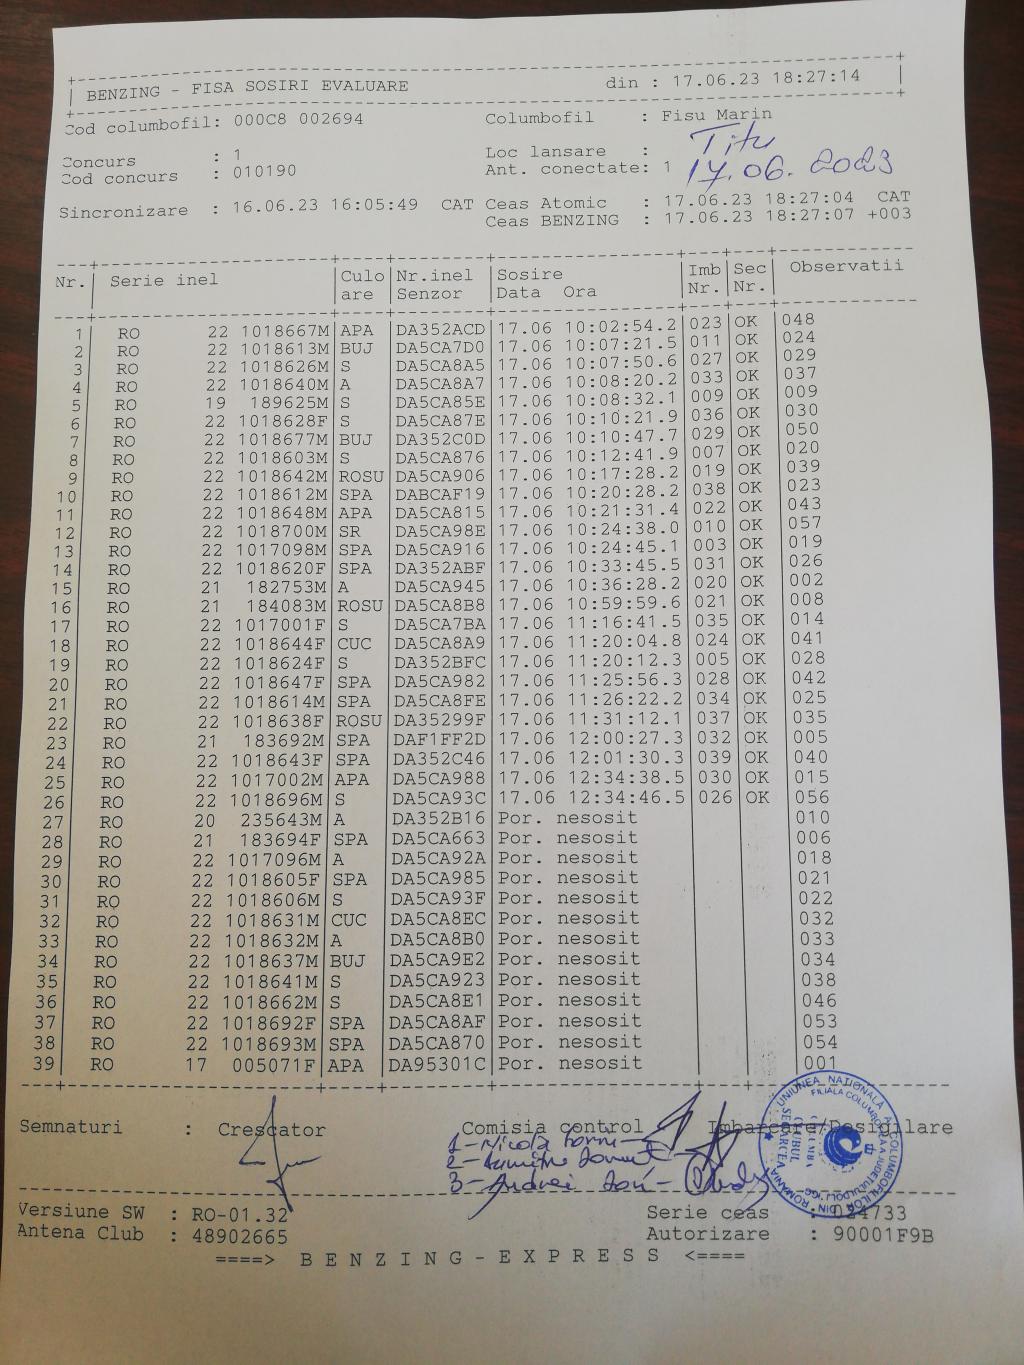 BENZING - FISA SOSIRI EVALUARE din : 17.06.23 18:27:14
Cod columbofil: 000C8 002694 Columbofil : Fisu Marin
Concurs : 1 Loc lansare : Titu
Cod concurs : 010190 Ant. conectate: 1 17.06.2023
Sincronizare : 16.06.23 16:05:49 CAT Ceas Atomic : 17.06.23 18:27:04 CAT
Ceas BENZING : 17.06.23 18:27:07 +003
Nr. Serie inel Culo Nr.inel Sosire Imb Sec Observatii
are Senzor Data Ora Nr. Nr.
1 RO 22 1018667M APA DA352ACD 17.06 10:02:54.2 023 OK 048
2 RO 22 1018613M BUJ DA5CA7D0 17.06 10:07:21.5 011 OK 024
3 RO 22 1018626M S DA5CA8A5 17.06 10:07:50.6 027 OK 029
4 RO 22 1018640M A DA5CA8A7 17.06 10:08:20.2 033 OK 037
5 RO 19 189625M S DA5CA85E 17.06 10:08:32.1 009 OK 009
6 RO 22 1018628F S DA5CA87E 17.06 10:10:21.9 036 OK 030
7 RO 22 1018677M BUJ DA352C0D 17.06 10:10:47.7 029 OK 050
8 RO 22 1018603M S DA5CA876 17.06 10:12:41.9 007 OK 020
9 RO 22 1018642M ROSU DA5CA906 17.06 10:17:28.2 019 OK 039
10 RO 22 1018612M SPA DABCAF19 17.06 10:20:28.2 038 OK 023
11 RO 22 1018648M APA DA5CA815 17.06 10:21:31.4 022 OK 043
12 RO 22 1018700M SR DA5CA98E 17.06 10:24:38.0 010 OK 057
13 RO 22 1017098M SPA DA5CA916 17.06 10:24:45.1 003 OK 019
14 RO 22 1018620F SPA DA352ABF 17.06 10:33:45.5 031 OK 026
15 RO 21 182753M A DA5CA945 17.06 10:36:28.2 020 OK 002
16 RO 21 184083M ROSU DA5CA8B8 17.06 10:59:59.6 021 OK 008
17 RO 22 1017001F S DA5CA7BA 17.06 11:16:41.5 035 OK 014
18 RO 22 1018644F CUC DA5CA8A9 17.06 11:20:04.8 024 OK 041
19 RO 22 1018624F S DA352BFC 17.06 11:20:12.3 005 OK 028
20 RO 22 1018647F SPA DA5CA982 17.06 11:25:56.3 028 OK 042
21 RO 22 1018614M SPA DA5CA8FE 17.06 11:26:22.2 034 OK 025
22 RO 22 1018638F ROSU DA35299F 17.06 11:31:12.1 037 OK 035
23 RO 21 183692M SPA DAF1FF2D 17.06 12:00:27.3 032 OK 005
24 RO 22 1018643F SPA DA352C46 17.06 12:01:30.3 039 OK 040
25 RO 22 1017002M APA DA5CA988 17.06 12:34:38.5 030 OK 015
26 RO 22 1018696M S DA5CA93C 17.06 12:34:46.5 026 OK 056
27 RO 20 235643M A DA352B16 Por. nesosit 010
28 RO 21 183694F SPA DA5CA663 Por. nesosit 006
29 RO 22 1017096M A DA5CA92A Por. nesosit 018
30 RO 22 1018605F SPA DA5CA985 Por. nesosit 021
31 RO 22 1018606M S DA5CA93F Por. nesosit 022
32 RO 22 1018631M CUC DA5CA8EC Por. nesosit 032
33 RO 22 1018632M A DA5CA8B0 Por. nesosit 033
34 RO 22 1018637M BUJ DA5CA9E2 Por. nesosit 034
35 RO 22 1018641M S DA5CA923 Por. nesosit 038
36 RO 22 1018662M S DA5CA8E1 Por. nesosit 046
37 RO 22 1018692F SPA DA5CA8AF Por. nesosit 053
38 RO 22 1018693M SPA DA5CA870 Por. nesosit 054
39 RO 17 005071F APA DA95301C Por. nesosit 001
Semnaturi : Crescator Comisia control Imbarcare/Desigilare
1-Nicola
2-
3-Andrei
UNIUNEA NATIONALA A COLUMBOFILILOR DIN ROMANIA
CLUBUL
SEGARCEA
Versiune SW : RO-01.32 Serie ceas : 024733
Antena Club : 48902665 Autorizare : 90001F9B
====> B E N Z I N G - E X P R E S S <====